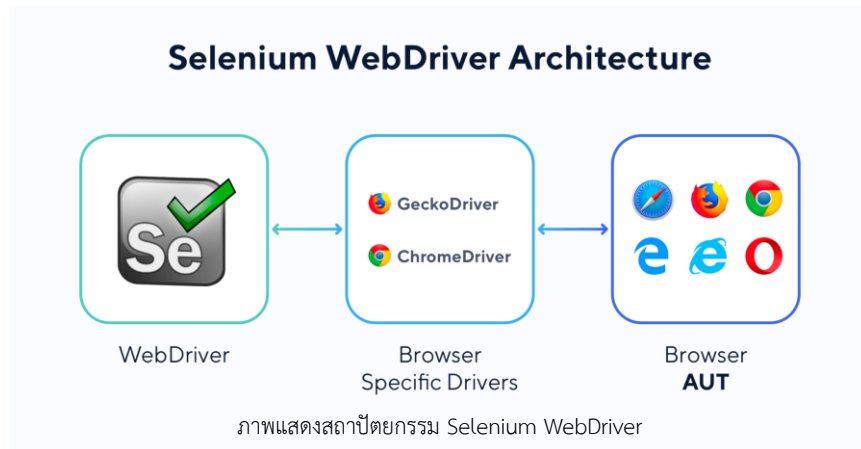 Selenium WebDriver Architecture
Se
GeckoDriver
ChromeDriver
WebDriver
Browser
Specific Drivers
Browser
AUT
ภาพแสดงสถาปัตยกรรม Selenium WebDriver